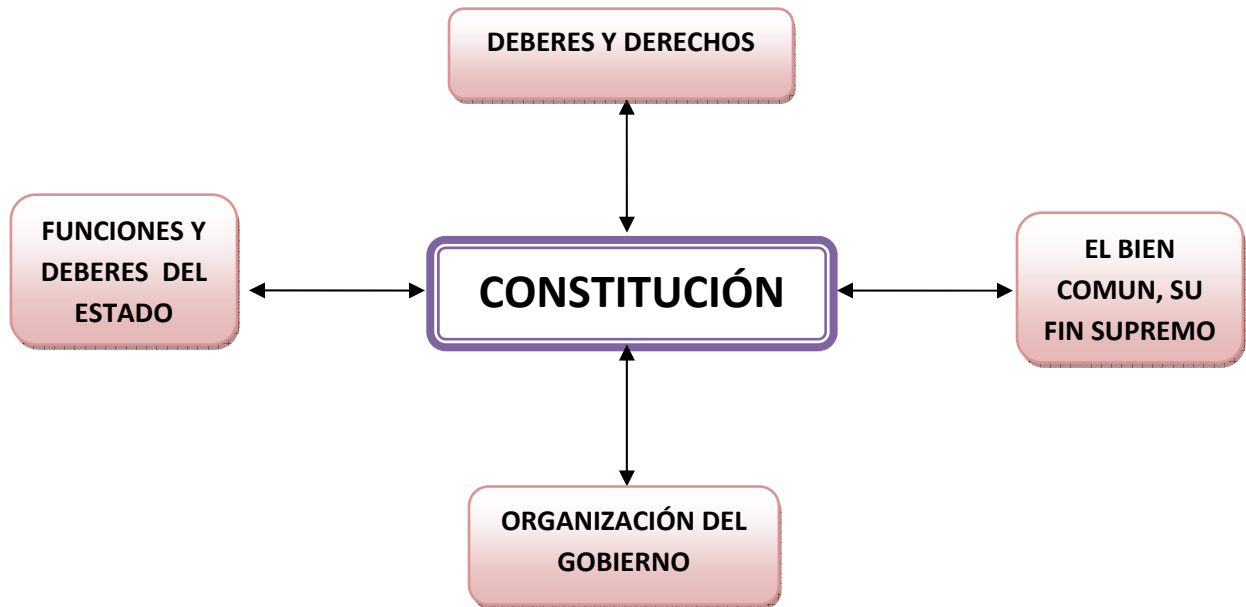 DEBERES Y DERECHOS
FUNCIONES Y
DEBERES DEL
ESTADO
CONSTITUCIÓN
EL BIEN
COMUN, SU
FIN SUPREMO
ORGANIZACIÓN DEL
GOBIERNO